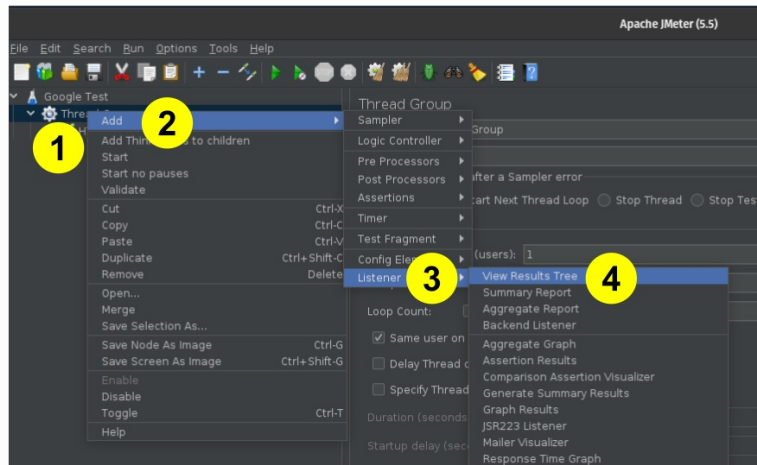 Apache JMeter (5.5)
File Edit Search Run Options Tools Help
Google Test
1
2
3
4
Add
to children
Start
Start no pauses
Validate
Cut Ctrl-X
Copy Ctrl-C
Paste Ctrl-V
Duplicate Ctrl+Shift-C
Remove Delete
Open...
Merge
Save Selection As...
Save Node As Image Ctrl-G
Save Screen As Image Ctrl+Shift-G
Enable
Disable
Toggle Ctrl-T
Help
Thread Group
Sampler
Logic Controller
Pre Processors
Post Processors
Assertions
Timer
Test Fragment
Config
Listener
Group
after a Sampler error
Start Next Thread Loop Stop Thread Stop Tes
(users): 1
Loop Count:
Same user on
Delay Thread
Specify Thread
Duration (seconds
Startup delay (sec
View Results Tree
Summary Report
Aggregate Report
Backend Listener
Aggregate Graph
Assertion Results
Comparison Assertion Visualizer
Generate Summary Results
Graph Results
JSR223 Listener
Mailer Visualizer
Response Time Graph